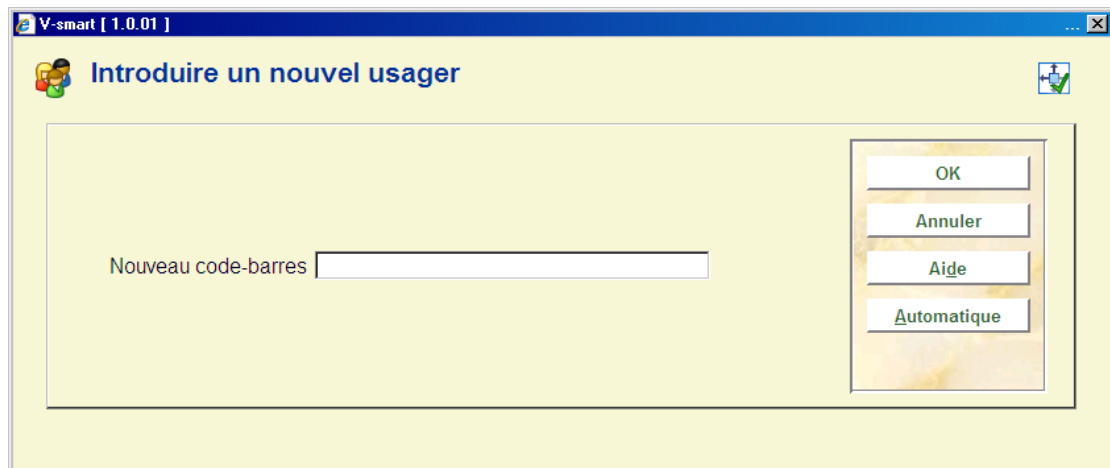 V-smart [ 1.0.01 ] ...
Introduire un nouvel usager
OK
Annuler
Nouveau code-barres
Aide
Automatique